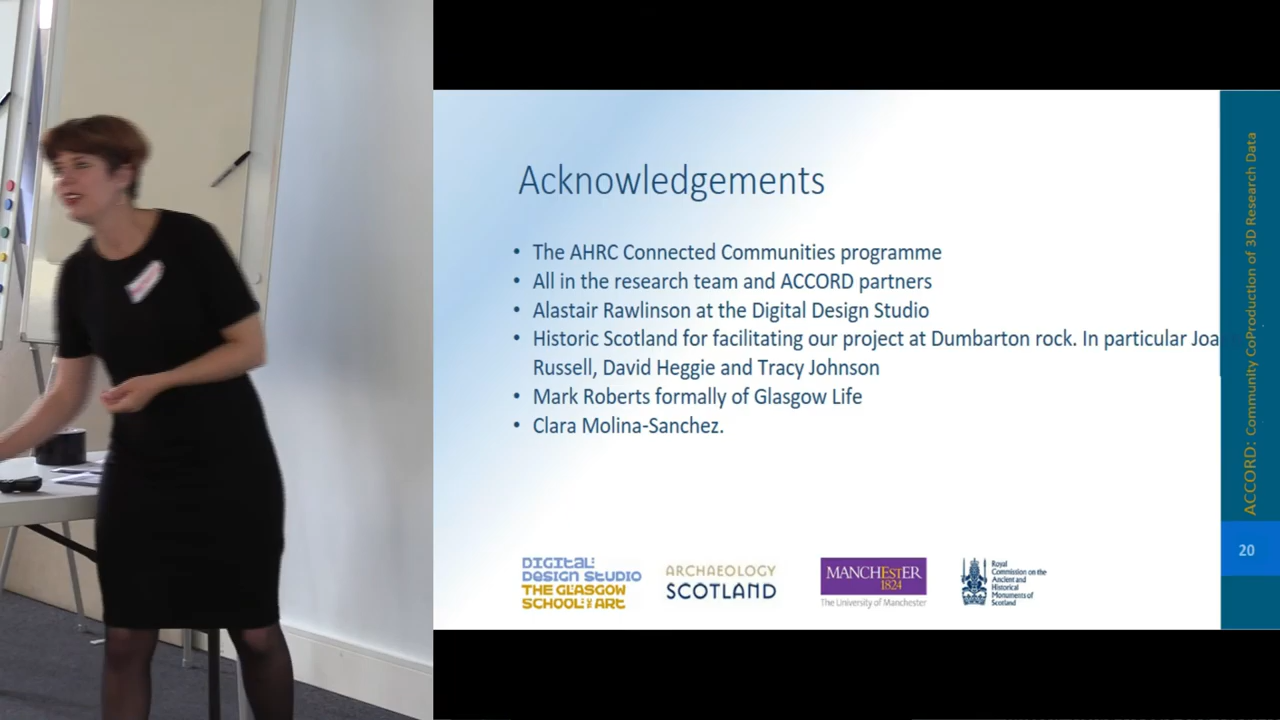 Acknowledgements
• The AHRC Connected Communities programme
• All in the research team and ACCORD partners
• Alastair Rawlinson at the Digital Design Studio
• Historic Scotland for facilitating our project at Dumbarton rock. In particular Joa
Russell, David Heggie and Tracy Johnson
• Mark Roberts formally of Glasgow Life
• Clara Molina-Sanchez.
DIGITAL:
DESIGN STUDIO
THE GLASGOW
SCHOOL OF ART
ARCHAEOLOGY
SCOTLAND
MANCHESTER
1824
The University of Manchester
Royal
Commission on the
Ancient and
Historical
Monuments of
Scotland
ACCORD: Community CoProduction of 3D Research Data
20